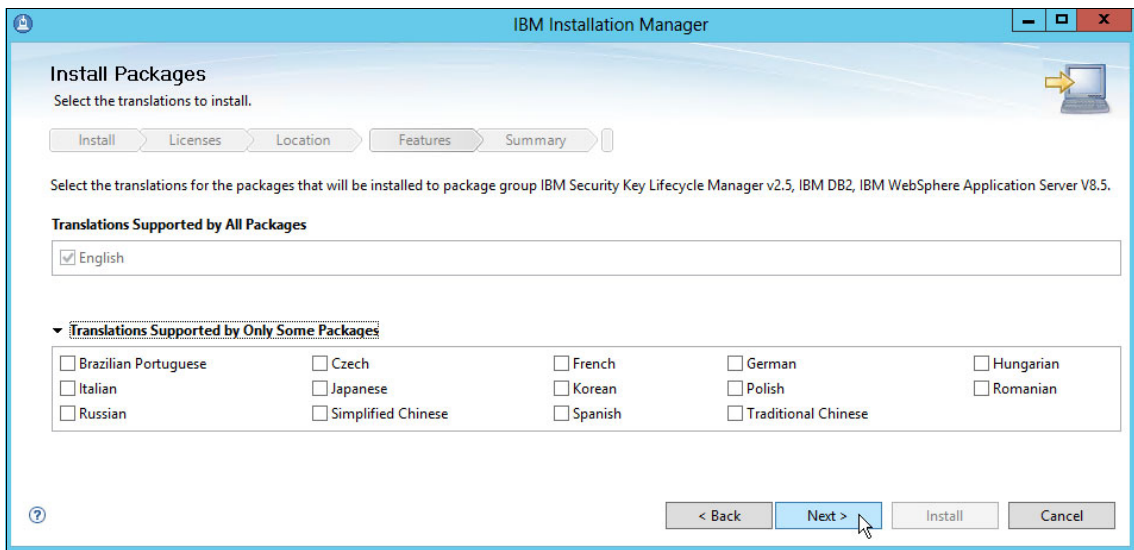 IBM Installation Manager
Install Packages
Select the translations to install.
Install Licenses Location Features Summary
Select the translations for the packages that will be installed to package group IBM Security Key Lifecycle Manager v2.5, IBM DB2, IBM WebSphere Application Server V8.5.
Translations Supported by All Packages
English
Translations Supported by Only Some Packages
Brazilian Portuguese Czech French German Hungarian
Italian Japanese Korean Polish Romanian
Russian Simplified Chinese Spanish Traditional Chinese
? < Back Next > Install Cancel